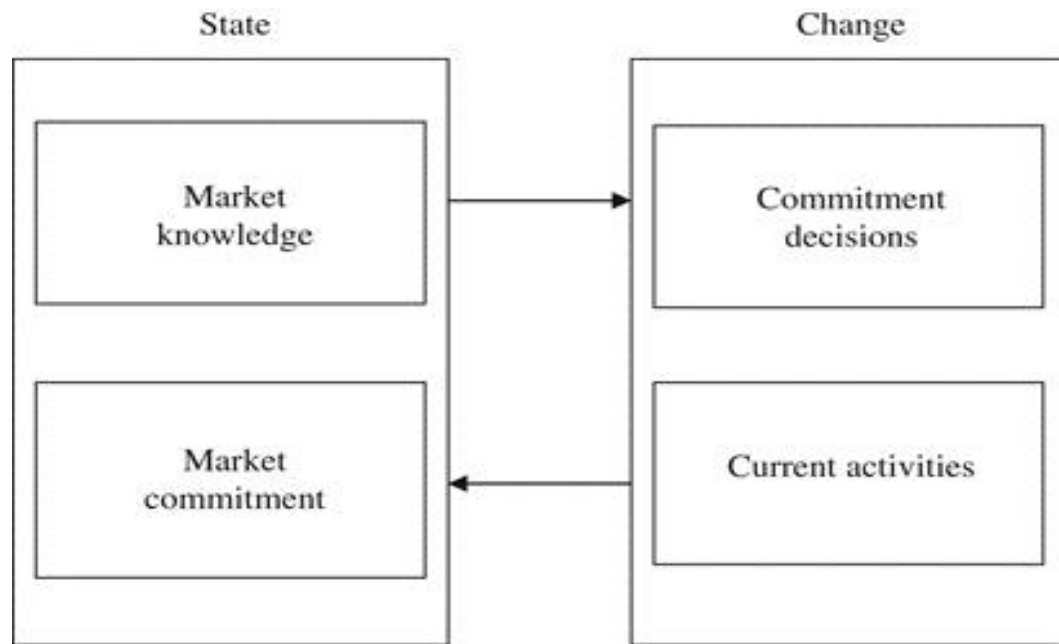 State
Change
Market
knowledge
Commitment
decisions
Market
commitment
Current activities